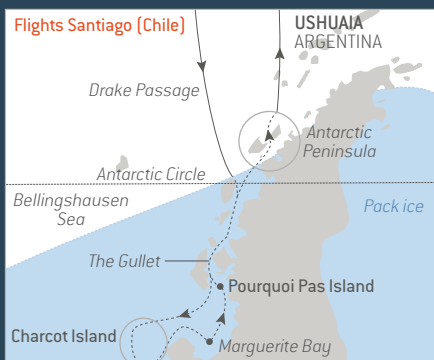 Flights Santiago (Chile)
USHUAIA
ARGENTINA
Drake Passage
Antarctic
Peninsula
Antarctic Circle
Bellingshausen
Sea
Pack ice
The Gullet
Pourquoi Pas Island
Charcot Island
Marguerite Bay